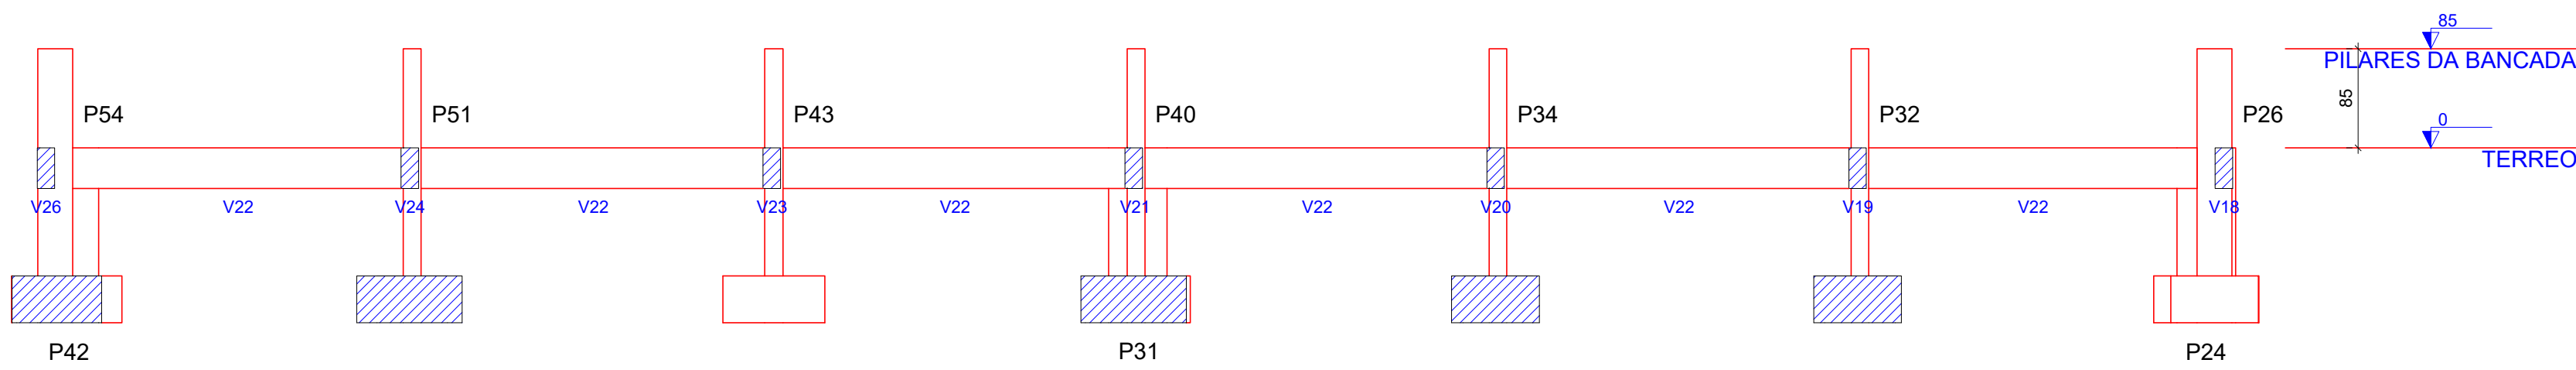 85
PILARES DA BANCADA
P54
P51
P43
P40
P34
P32
P26
85
0
TERREO
V26
V22
V24
V22
V23
V22
V21
V22
V20
V22
V19
V22
V18
P42
P31
P24